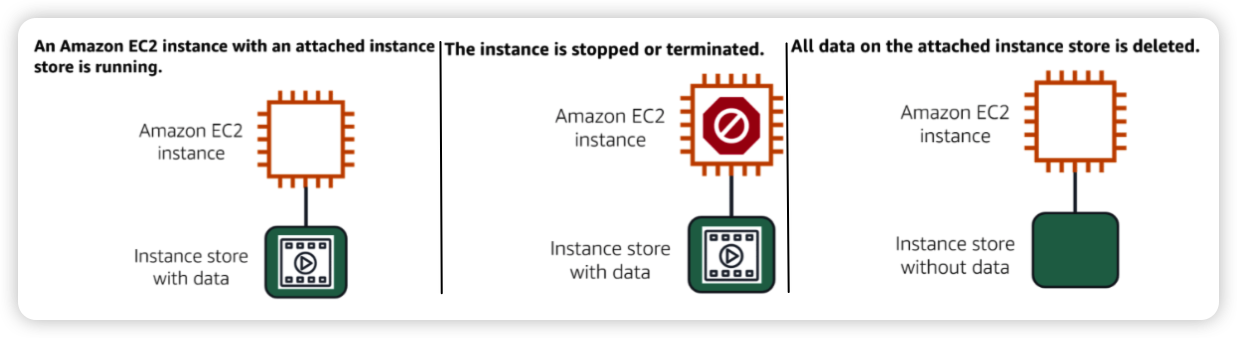 An Amazon EC2 instance with an attached instance
store is running.
Amazon EC2
instance
Instance store
with data
The instance is stopped or terminated.
Amazon EC2
instance
Instance store
with data
All data on the attached instance store is deleted.
Amazon EC2
instance
Instance store
without data